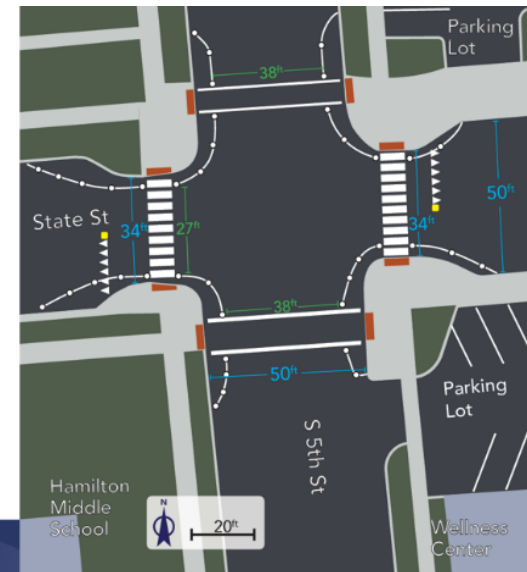 Parking
Lot
38ft
50ft
State St
34ft
27ft
34ft
38ft
50ft
Parking
Lot
S 5th St
Hamilton
Middle
School
N
20ft
Wellness
Center